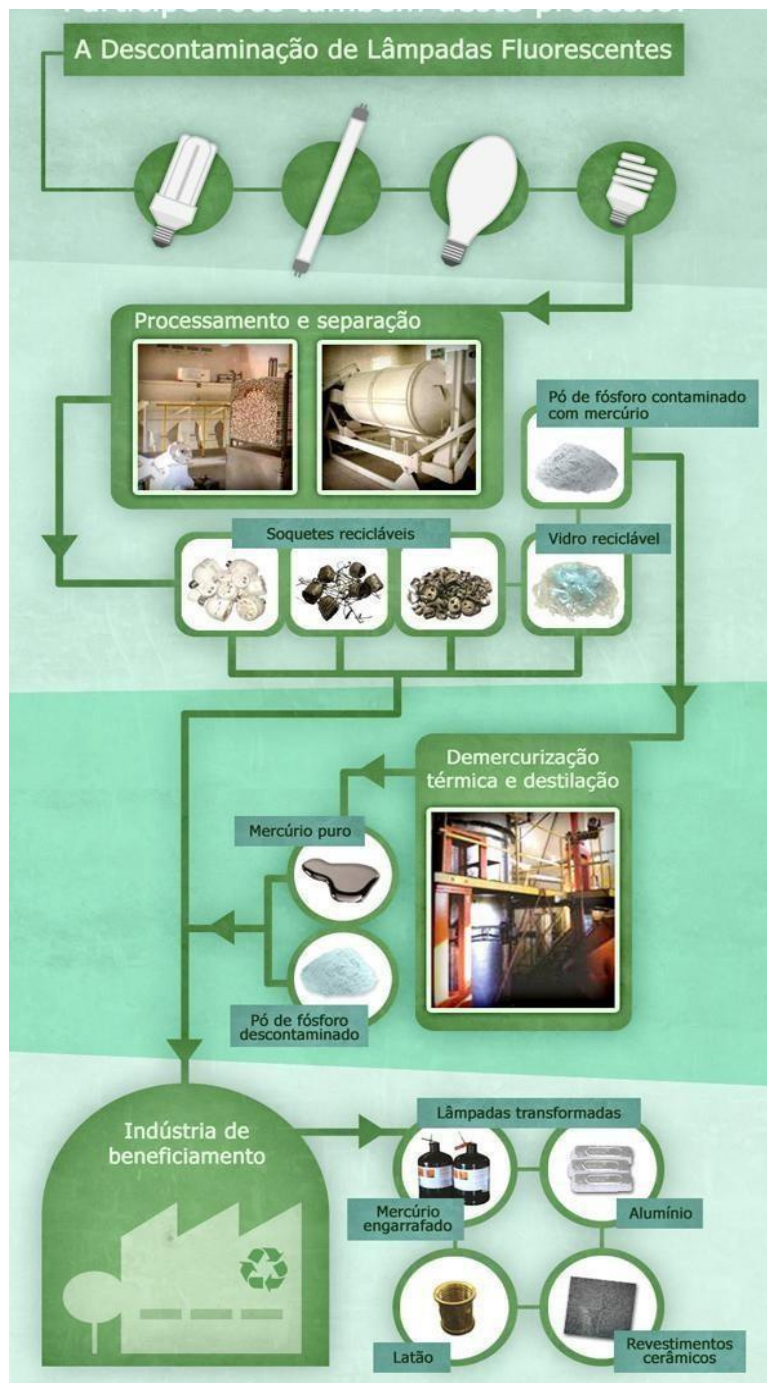 A Descontaminação de Lâmpadas Fluorescentes
Processamento e separação
Pó de fósforo contaminado
com mercúrio
Soquetes recicláveis
Vidro reciclável
Demercurização
térmica e destilação
Mercúrio puro
Pó de fósforo
descontaminado
Indústria de
beneficiamento
Lâmpadas transformadas
Mercúrio
engarrafado
Alumínio
Latão
Revestimentos
cerâmicos